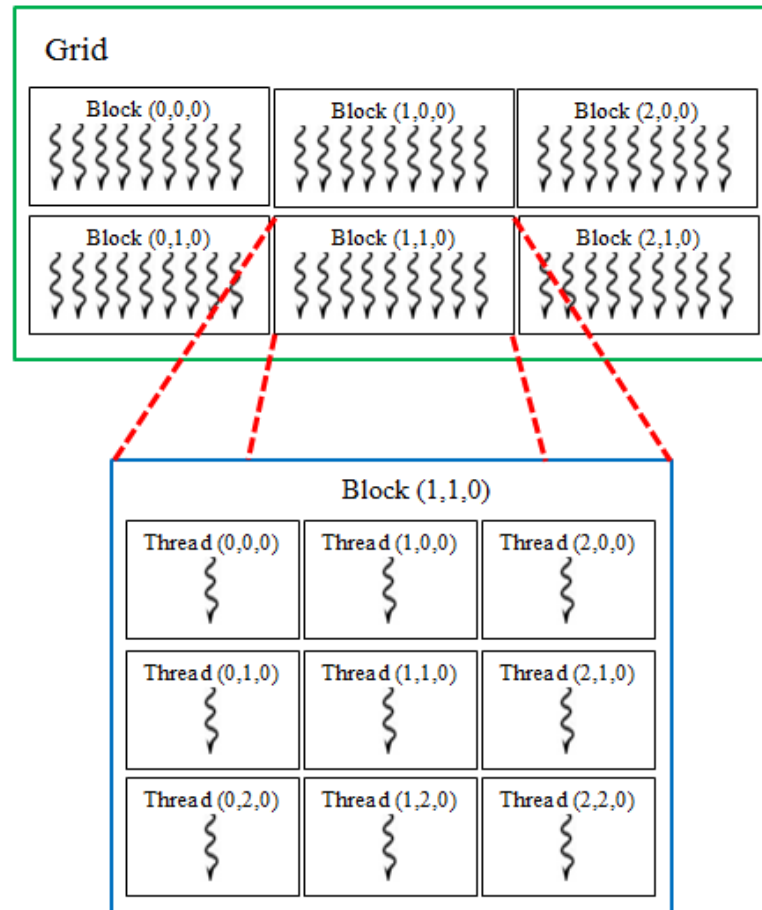 Grid
Block (0,0,0) Block (1,0,0) Block (2,0,0)
Block (0,1,0) Block (1,1,0) Block (2,1,0)
Block (1,1,0)
Thread (0,0,0) Thread (1,0,0) Thread (2,0,0)
Thread (0,1,0) Thread (1,1,0) Thread (2,1,0)
Thread (0,2,0) Thread (1,2,0) Thread (2,2,0)